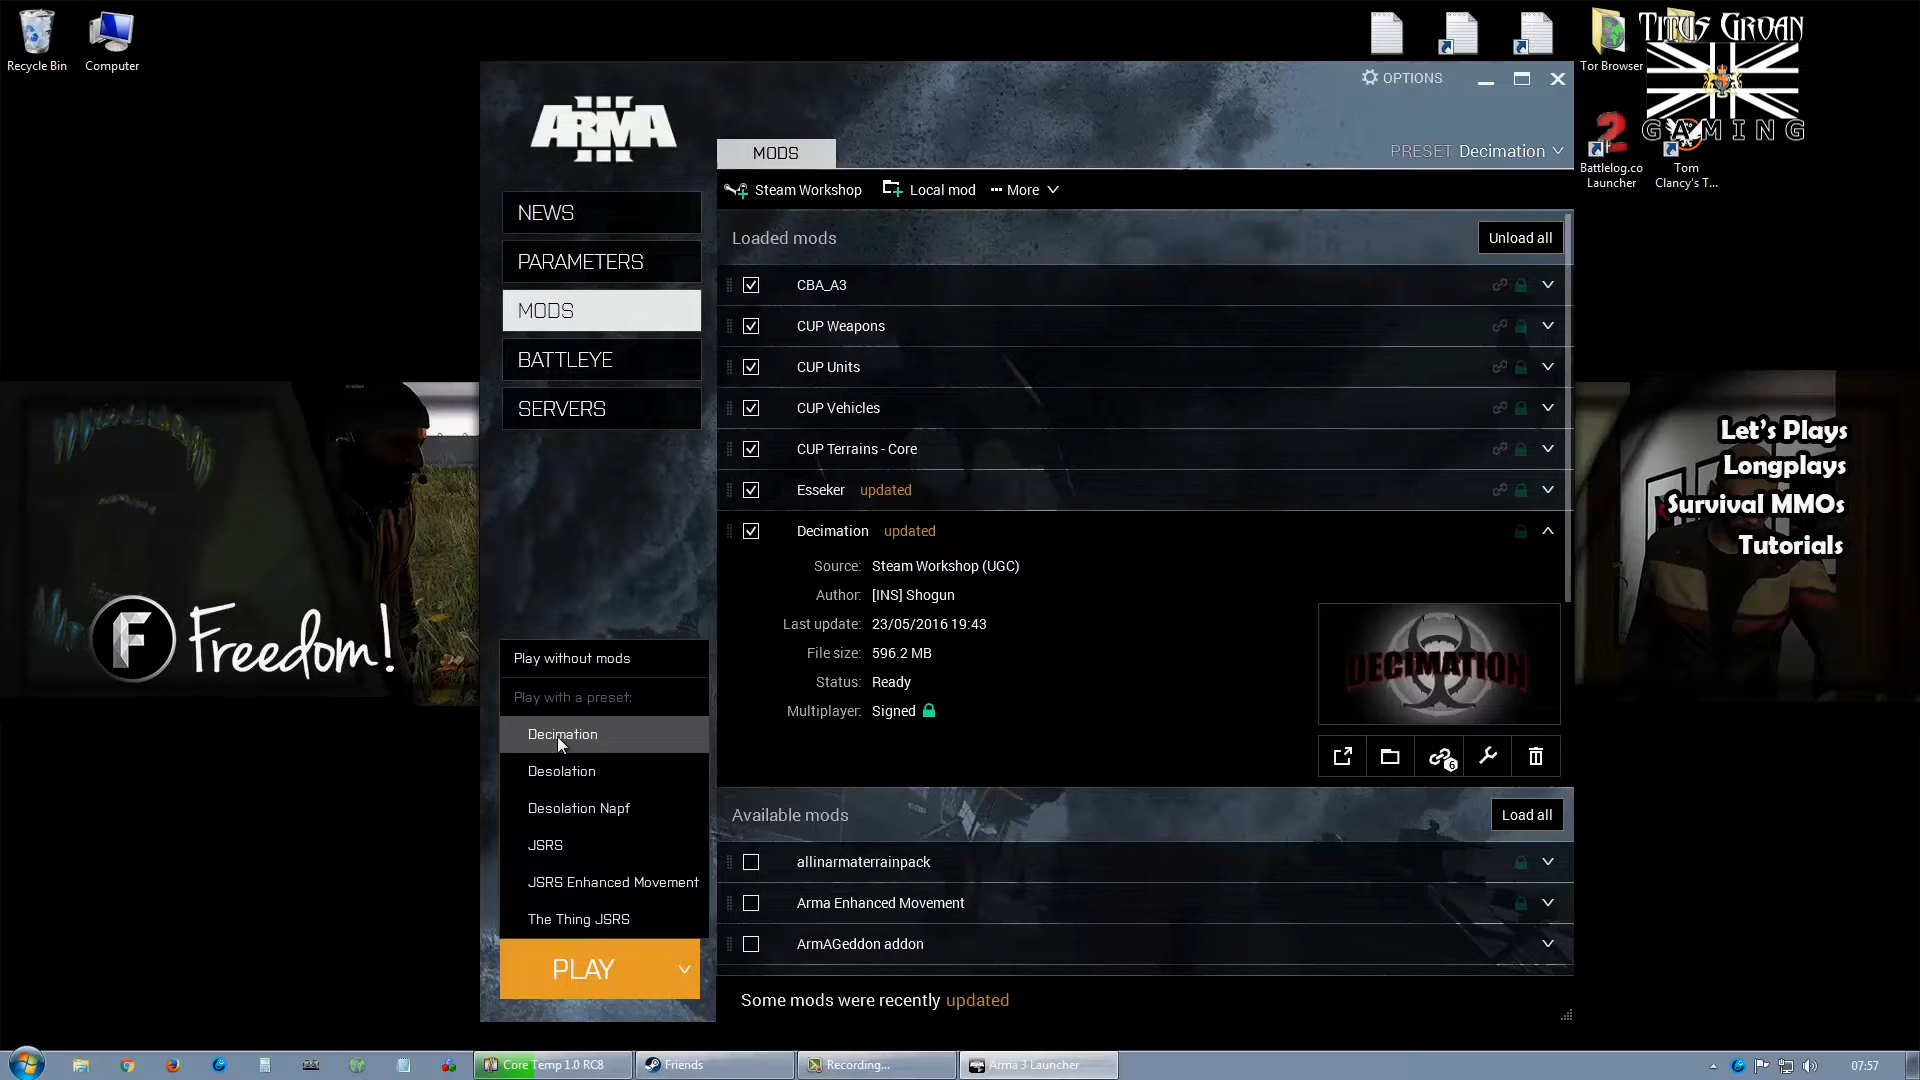 Recycle Bin
Computer
Tor Browser
TITUS GROAN
GAMING
Battlelog.co
Launcher
Tom
Clancy's T...
OPTIONS
ARMA III
MODS
PRESET Decimation
Steam Workshop
Local mod
More
NEWS
PARAMETERS
MODS
BATTLEYE
SERVERS
Loaded mods
Unload all
CBA_A3
CUP Weapons
CUP Units
CUP Vehicles
CUP Terrains - Core
Esseker updated
Decimation updated
Source: Steam Workshop (UGC)
Author: [INS] Shogun
Last update: 23/05/2016 19:43
File size: 596.2 MB
Status: Ready
Multiplayer: Signed
DECIMATION
6
Available mods
Load all
allinarmaterrainpack
Arma Enhanced Movement
ArmAGeddon addon
Some mods were recently updated
Play without mods
Play with a preset:
Decimation
Desolation
Desolation Napf
JSRS
JSRS Enhanced Movement
The Thing JSRS
PLAY
F Freedom!
Let's Plays
Longplays
Survival MMOs
Tutorials
Core Temp 1.0 RC8
Friends
Recording...
Arma 3 Launcher
07:57